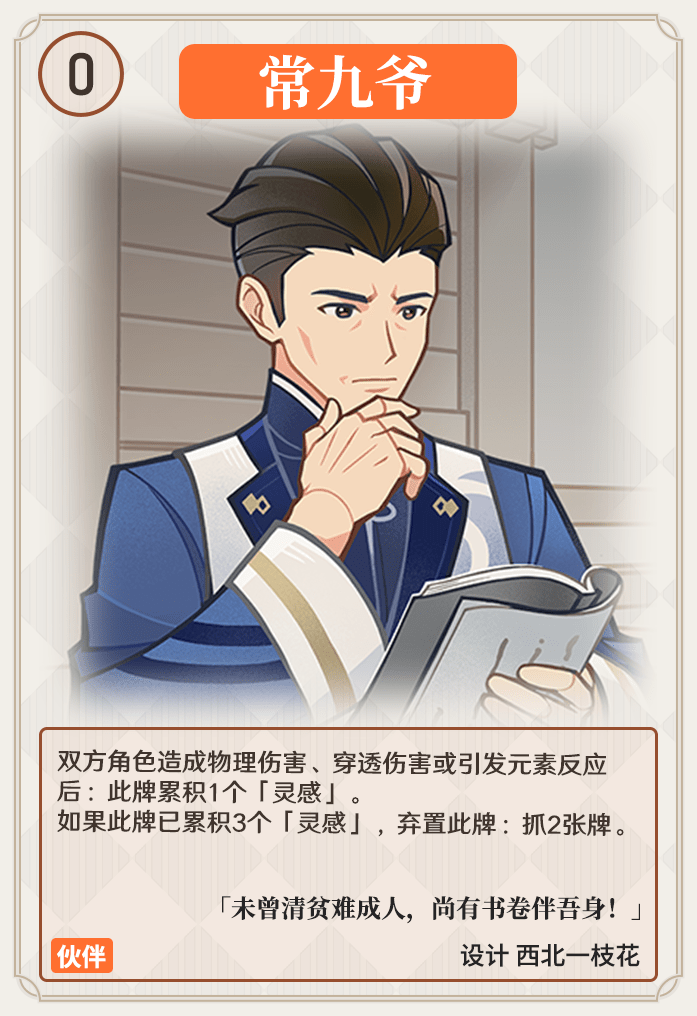 0
常九爷
双方角色造成物理伤害、穿透伤害或引发元素反应
后：此牌累积1个「灵感」。
如果此牌已累积3个「灵感」，弃置此牌：抓2张牌。
「未曾清贫难成人，尚有书卷伴吾身！」
伙伴
设计 西北一枝花